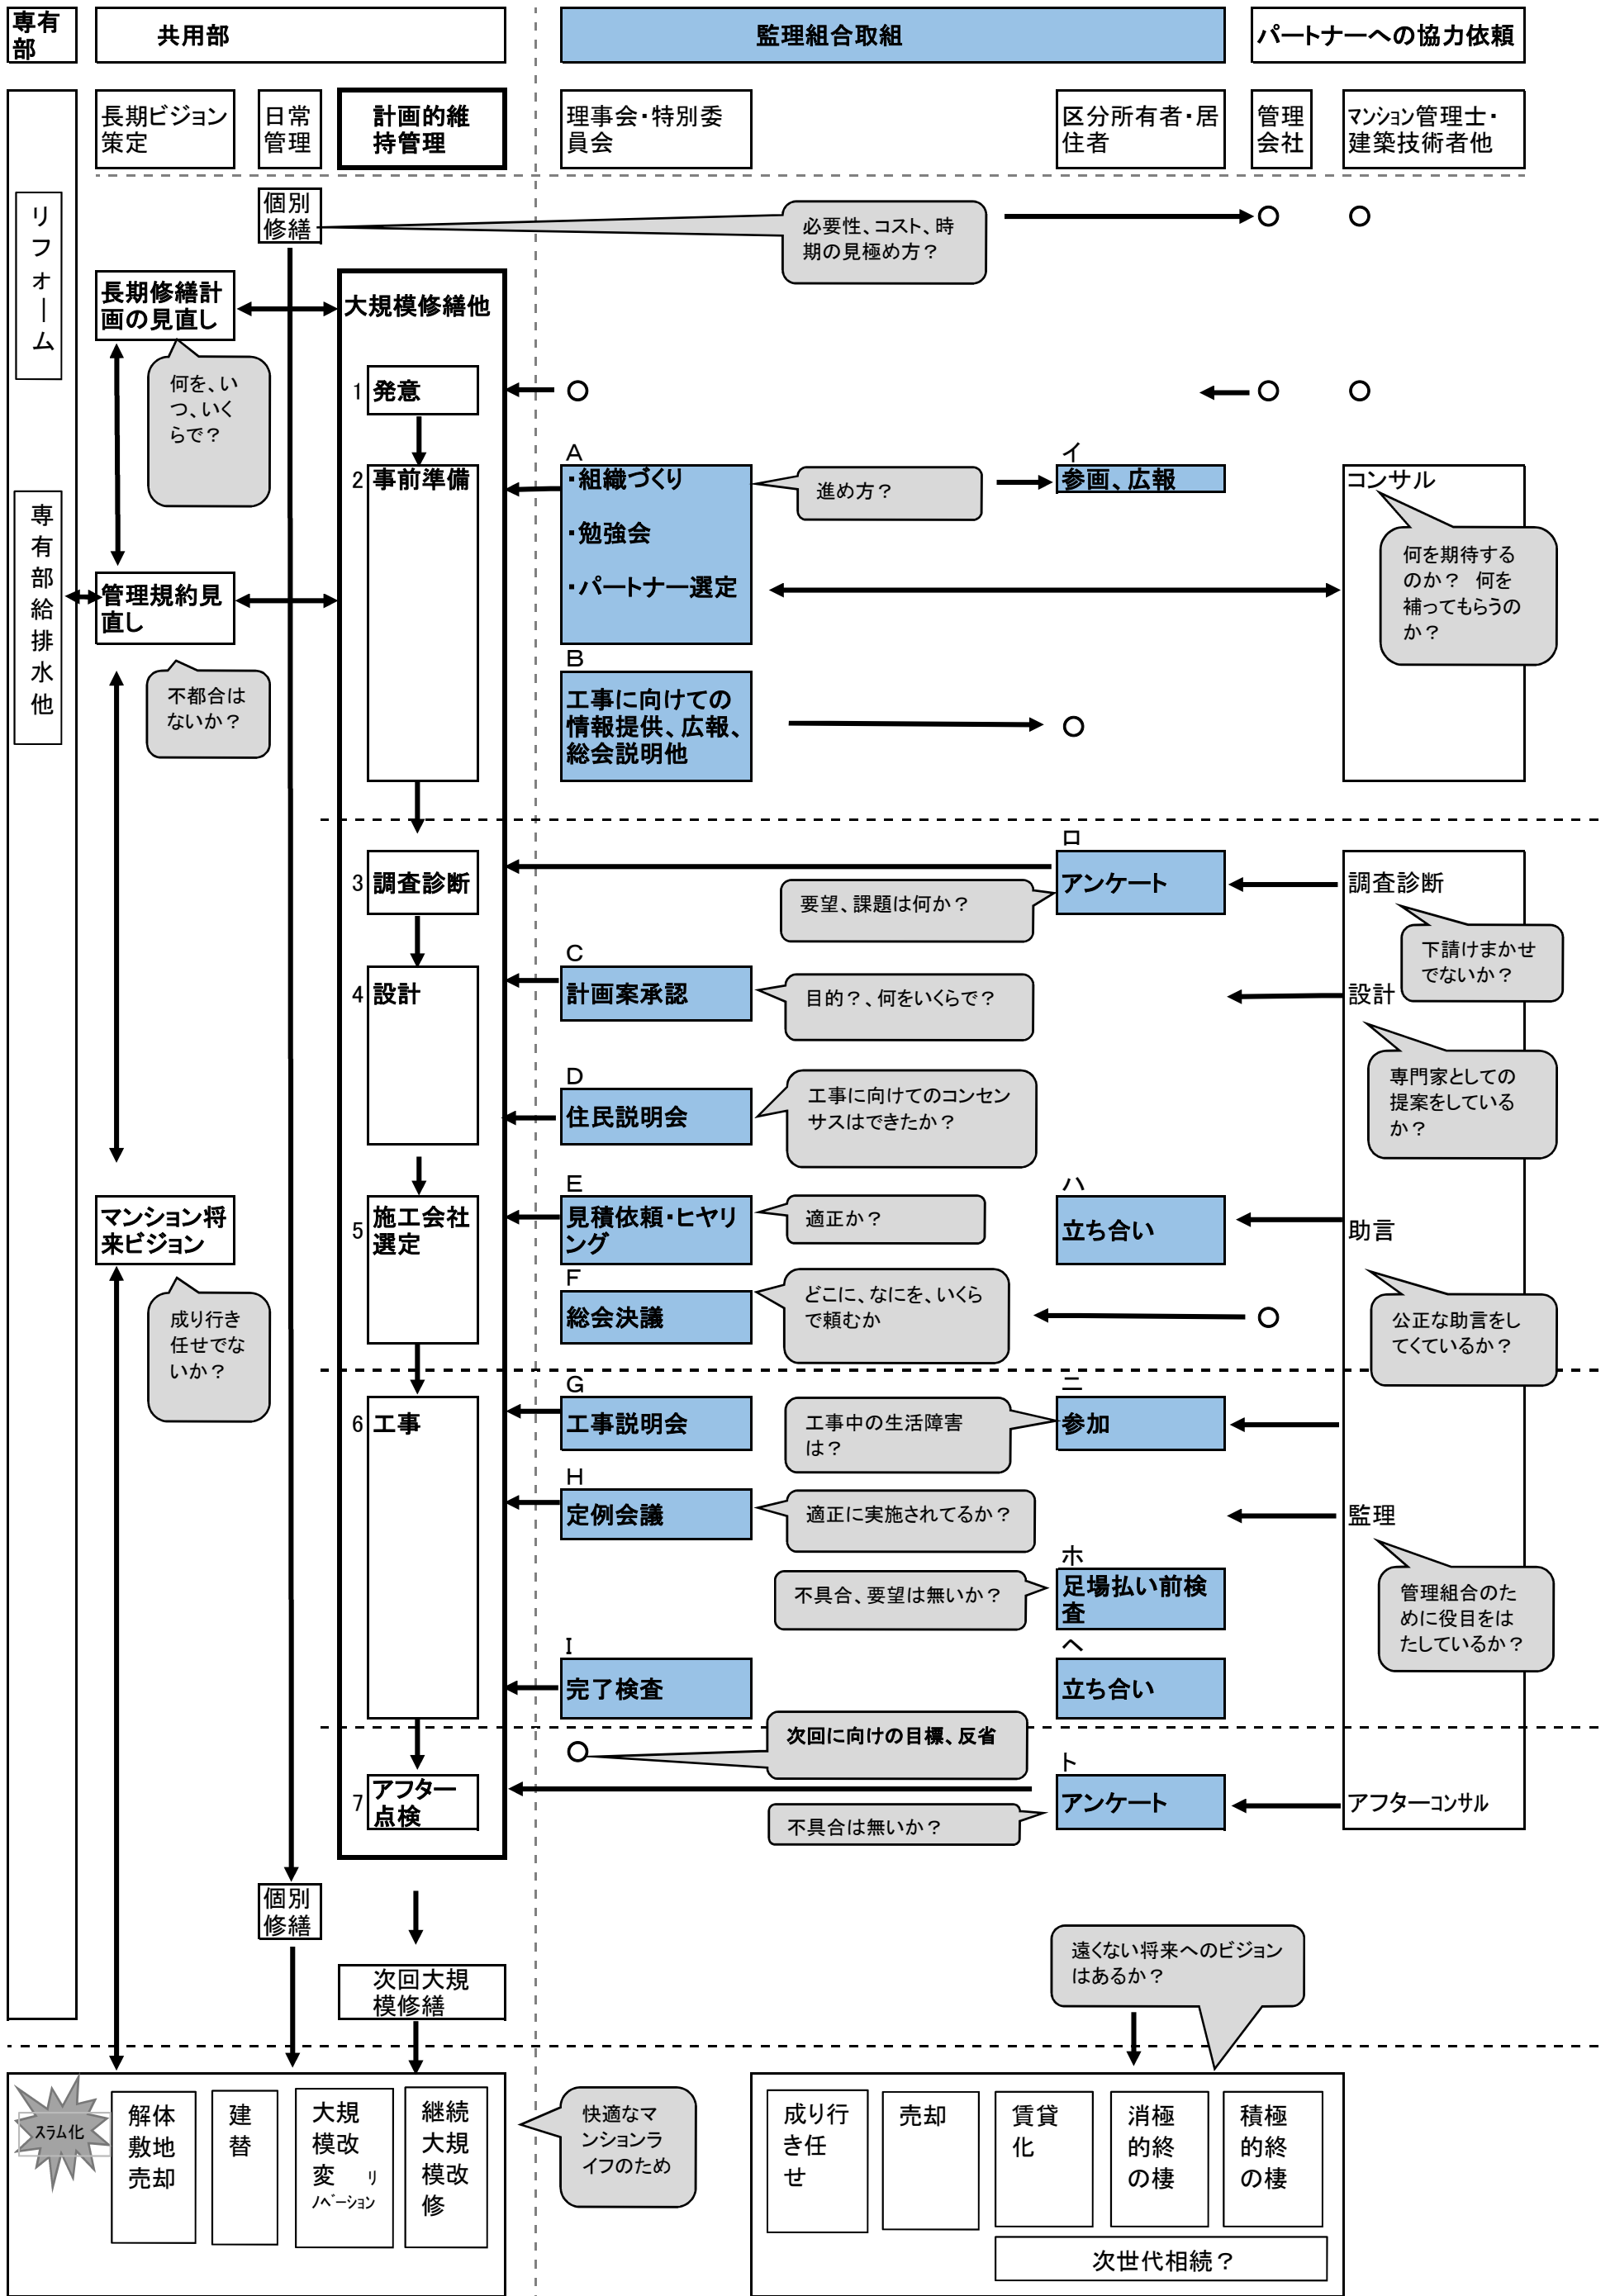 専有
部
共用部
監理組合取組
パートナーへの協力依頼
長期ビジョン
策定
日常
管理
計画的維
持管理
理事会・特別委
員会
区分所有者・居
住者
管理
会社
マンション管理士・
建築技術者他
リフォーム
専有部給排水他
個別
修繕
必要性、コスト、時
期の見極め方？
長期修繕計
画の見直し
大規模修繕他
何を、い
つ、いく
らで？
1 発意
A
イ
2 事前準備
・組織づくり
・勉強会
・パートナー選定
進め方？
参画、広報
コンサル
何を期待する
のか？ 何を
補ってもらうの
か？
管理規約見
直し
不都合は
ないか？
B
工事に向けての
情報提供、広報、
総会説明他
ロ
3 調査診断
アンケート
要望、課題は何か？
調査診断
下請けまかせ
でないか？
C
4 設計
計画案承認
目的？、何をいくらで？
設計
専門家としての
提案をしている
か？
D
住民説明会
工事に向けてのコンセン
サスはできたか？
マンション将
来ビジョン
成り行き
任せでな
いか？
E
ハ
5 施工会社
選定
見積依頼・ヒヤリ
ング
適正か？
立ち合い
助言
公正な助言をし
てくているか？
F
総会決議
どこに、なにを、いくら
で頼むか
G
ニ
6 工事
工事説明会
工事中の生活障害
は？
参加
H
定例会議
適正に実施されてるか？
監理
管理組合のた
めに役目をは
たしているか？
ホ
足場払い前検
査
不具合、要望は無いか？
I
ヘ
完了検査
立ち合い
次回に向けの目標、反省
ト
7 アフター
点検
アンケート
不具合は無いか？
アフターコンサル
個別
修繕
次回大規
模修繕
遠くない将来へのビジョン
はあるか？
スラム化
解体
敷地
売却
建
替
大規
模改
変 リ
ノベーション
継続
大規
模改
修
快適なマ
ンションラ
イフのため
成り行
き任
せ
売却
賃貸
化
消極
的終
の棲
積極
的終
の棲
次世代相続？